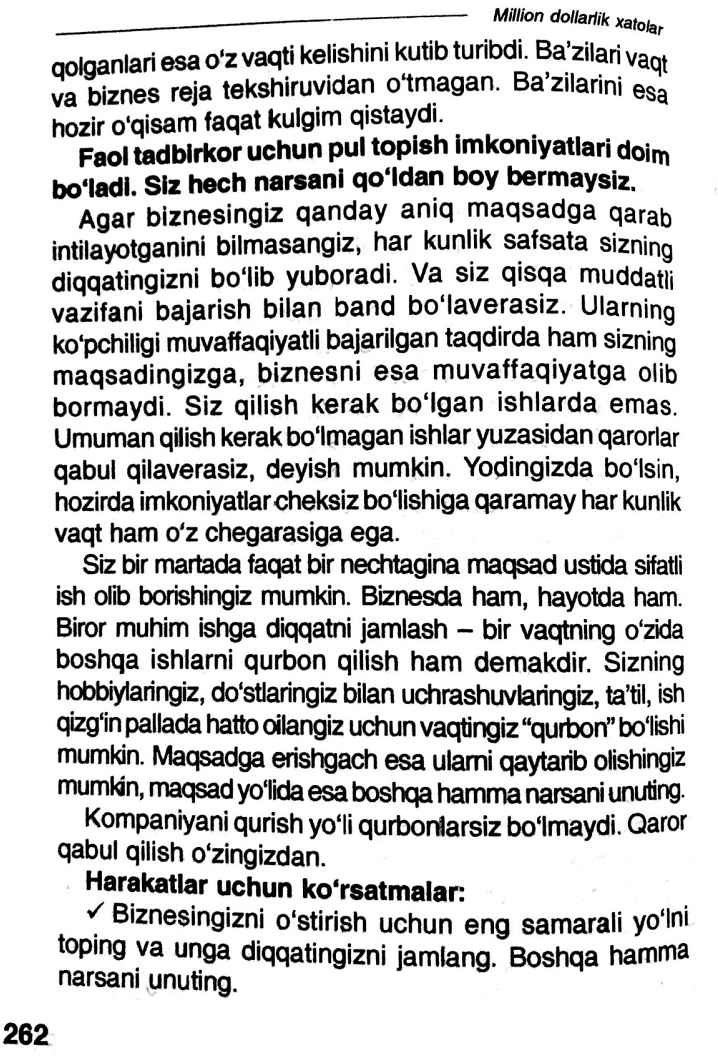 Million dollarlik xatolar
qolganlari esa o‘z vaqti kelishini kutib turibdi. Ba’zilari vaqt
va biznes reja tekshiruvidan o‘tmagan. Ba’zilarini esa
hozir o‘qisam faqat kulgim qistaydi.
Faol tadbirkor uchun pul topish imkoniyatlari doim
bo‘ladi. Siz hech narsani qo‘ldan boy bermaysiz.
Agar biznesingiz qanday aniq maqsadga qarab
intilayotganini bilmasangiz, har kunlik safsata sizning
diqqatingizni bo‘lib yuboradi. Va siz qisqa muddatli
vazifani bajarish bilan band bo‘laverasiz. Ularning
ko‘pchiligi muvaffaqiyatli bajarilgan taqdirda ham sizning
maqsadingizga, biznesni esa muvaffaqiyatga olib
bormaydi. Siz qilish kerak bo‘lgan ishlarda emas.
Umuman qilish kerak bo‘lmagan ishlar yuzasidan qarorlar
qabul qilaverasiz, deyish mumkin. Yodingizda bo‘lsin,
hozirda imkoniyatlar cheksiz bo‘lishiga qaramay har kunlik
vaqt ham o‘z chegarasiga ega.
Siz bir martada faqat bir nechtagina maqsad ustida sifatli
ish olib borishingiz mumkin. Biznesda ham, hayotda ham.
Biror muhim ishga diqqatni jamlash – bir vaqtning o‘zida
boshqa ishlarni qurbon qilish ham demakdir. Sizning
hobbiylaringiz, do‘stlaringiz bilan uchrashuvlaringiz, ta’til, ish
qizg‘in pallada hatto oilangiz uchun vaqtingiz “qurbon” bo‘lishi
mumkin. Maqsadga erishgach esa ularni qaytarib olishingiz
mumkin, maqsad yo‘lida esa boshqa hamma narsani unuting.
Kompaniyani qurish yo‘li qurbonlarsiz bo‘lmaydi. Qaror
qabul qilish o‘zingizdan.
Harakatlar uchun ko‘rsatmalar:
✓ Biznesingizni o‘stirish uchun eng samarali yo‘lni
toping va unga diqqatingizni jamlang. Boshqa hamma
narsani unuting.
262